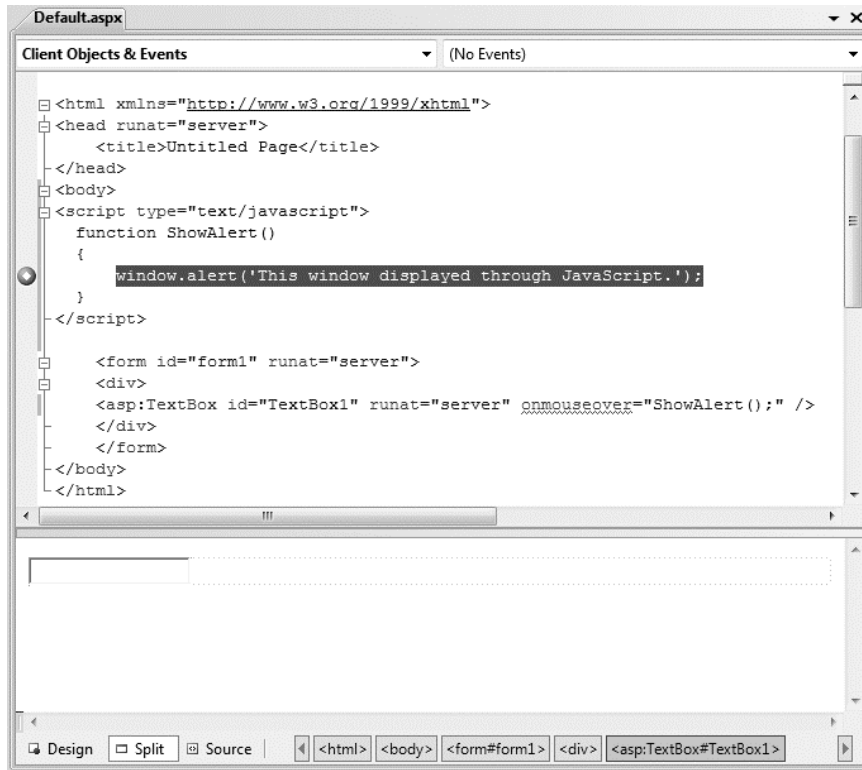 Default.aspx
Client Objects & Events
(No Events)
<html xmlns="http://www.w3.org/1999/xhtml">
<head runat="server">
<title>Untitled Page</title>
</head>
<body>
<script type="text/javascript">
function ShowAlert()
{
window.alert('This window displayed through JavaScript.');
}
</script>
<form id="form1" runat="server">
<div>
<asp:TextBox id="TextBox1" runat="server" onmouseover="ShowAlert();" />
</div>
</form>
</body>
</html>
Design Split Source <html> <body> <form#form1> <div> <asp:TextBox#TextBox1>